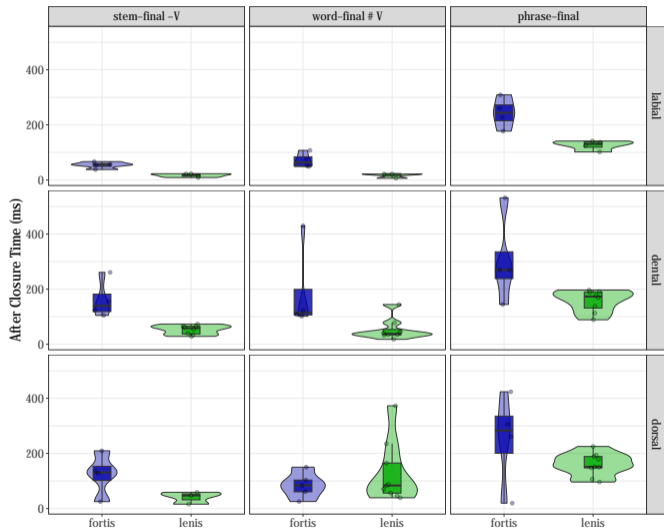 stem-final -V
word-final # V
phrase-final
After Closure Time (ms)
400
200
0
labial
400
200
0
dental
400
200
0
dorsal
fortis
lenis
fortis
lenis
fortis
lenis